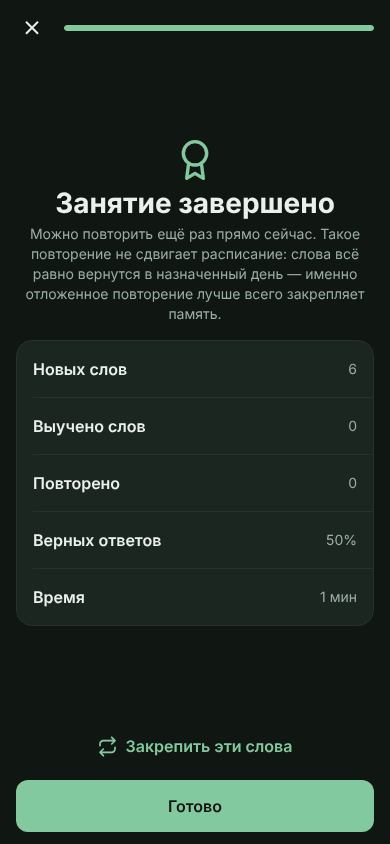 Занятие завершено
Можно повторить ещё раз прямо сейчас. Такое
повторение не сдвигает расписание: слова всё
равно вернутся в назначенный день — именно
отложенное повторение лучше всего закрепляет
память.
Новых слов 6
Выучено слов 0
Повторено 0
Верных ответов 50%
Время 1 мин
Закрепить эти слова
Готово